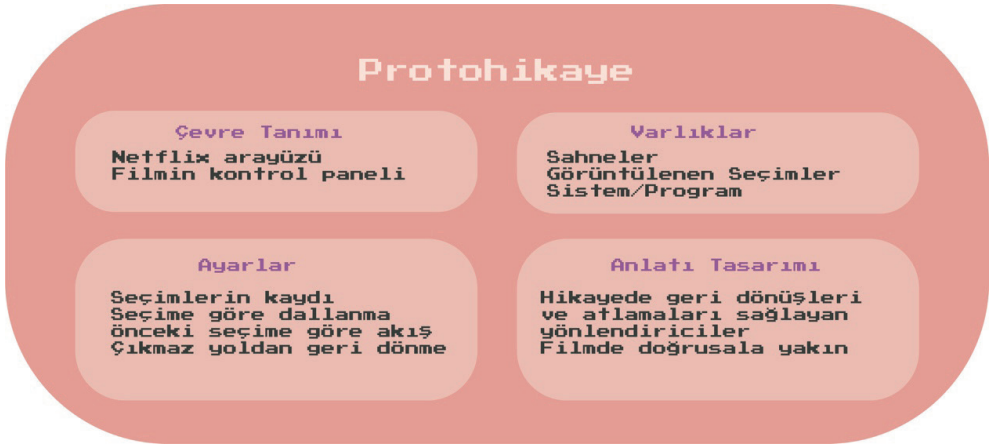 Protohikaye
Çevre Tanımı
Netflix arayüzü
Filmin kontrol paneli
Varlıklar
Sahneler
Görüntülenen Seçimler
Sistem/Program
Ayarlar
Seçimlerin kaydı
Seçime göre dallanma
önceki seçime göre akış
Çıkmaz yoldan geri dönme
Anlatı Tasarımı
Hikayede geri dönüşleri
ve atlamaları sağlayan
yönlendiriciler
Filmde doğrusala yakın